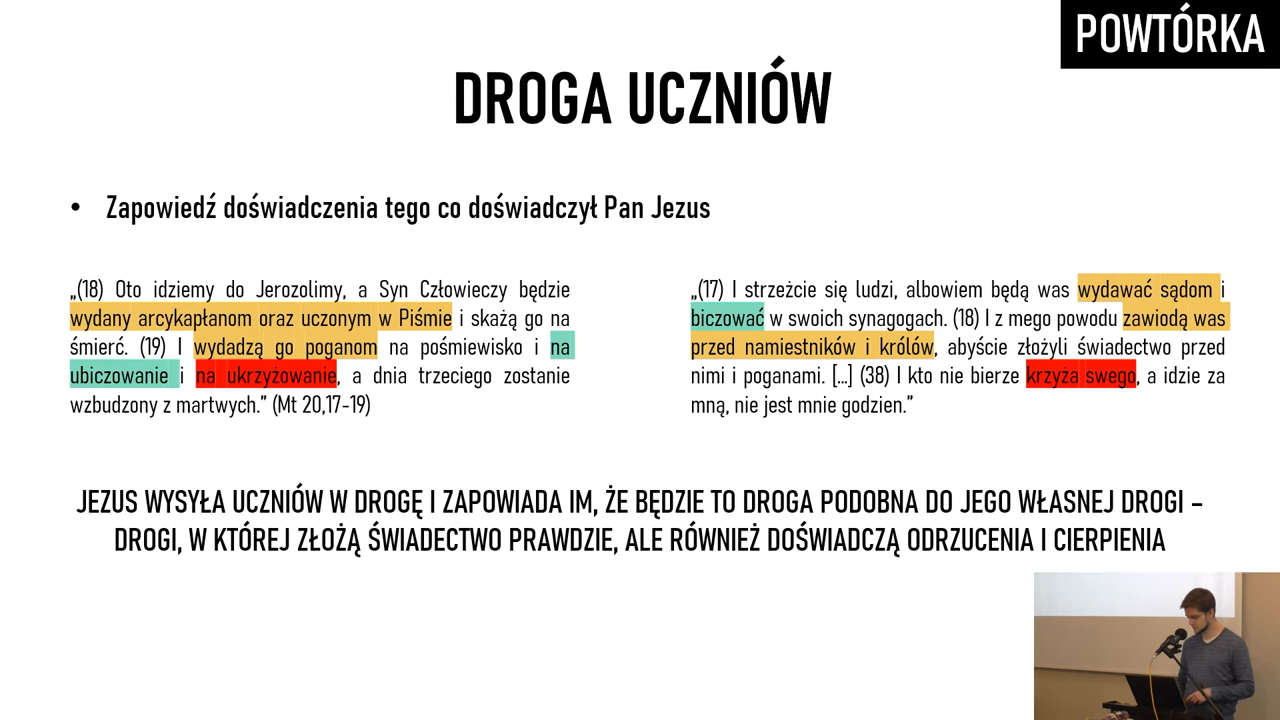 POWTÓRKA
DROGA UCZNIÓW
• Zapowiedź doświadczenia tego co doświadczył Pan Jezus
„(18) Oto idziemy do Jerozolimy, a Syn Człowieczy będzie
wydany arcykapłanom oraz uczonym w Piśmie i skażą go na
śmierć. (19) I wydadzą go poganom na pośmiewisko i na
ubiczowanie i na ukrzyżowanie, a dnia trzeciego zostanie
wzbudzony z martwych.” (Mt 20,17-19)
„(17) I strzeżcie się ludzi, albowiem będą was wydawać sądom i
biczować w swoich synagogach. (18) I z mego powodu zawiodą was
przed namiestników i królów, abyście złożyli świadectwo przed
nimi i poganami. [...] (38) I kto nie bierze krzyża swego, a idzie za
mną, nie jest mnie godzien.”
JEZUS WYSYŁA UCZNIÓW W DROGĘ I ZAPOWIADA IM, ŻE BĘDZIE TO DROGA PODOBNA DO JEGO WŁASNEJ DROGI –
DROGI, W KTÓREJ ZŁOŻĄ ŚWIADECTWO PRAWDZIE, ALE RÓWNIEŻ DOŚWIADCZĄ ODRZUCENIA I CIERPIENIA